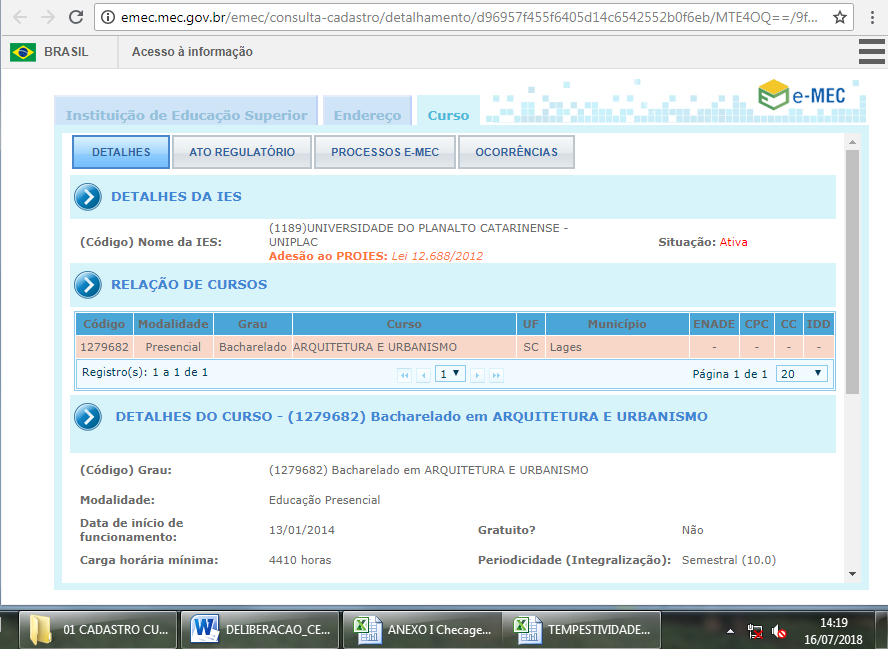 emec.mec.gov.br/emec/consulta-cadastro/detalhamento/d96957f455f6405d14c6542552b0f6eb/MTE4OQ==/9f...
BRASIL Acesso à informação
Instituição de Educação Superior Endereço Curso
e-MEC
DETALHES ATO REGULATÓRIO PROCESSOS E-MEC OCORRÊNCIAS
DETALHES DA IES
(Código) Nome da IES: (1189)UNIVERSIDADE DO PLANALTO CATARINENSE - Situação: Ativa
UNIPLAC
Adesão ao PROIES: Lei 12.688/2012
RELAÇÃO DE CURSOS
Código Modalidade Grau Curso UF Município ENADE CPC CC IDD
1279682 Presencial Bacharelado ARQUITETURA E URBANISMO SC Lages - - - -
Registro(s): 1 a 1 de 1 1 Página 1 de 1 20
DETALHES DO CURSO - (1279682) Bacharelado em ARQUITETURA E URBANISMO
(Código) Grau: (1279682) Bacharelado em ARQUITETURA E URBANISMO
Modalidade: Educação Presencial
Data de início de
funcionamento: 13/01/2014 Gratuito? Não
Carga horária mínima: 4410 horas Periodicidade (Integralização): Semestral (10.0)
01 CADASTRO CU... DELIBERACAO_CE... ANEXO I Checage... TEMPESTIVIDADE... 14:19
16/07/2018